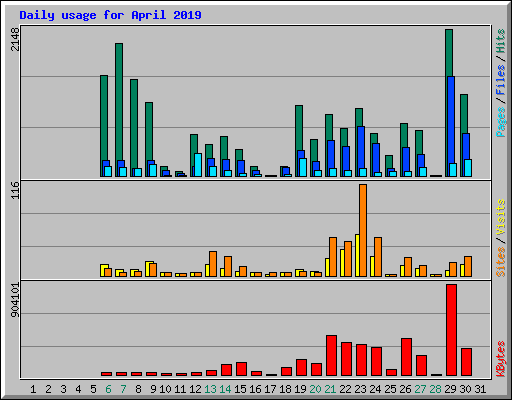 Daily usage for April 2019
2148
Pages / Files / Hits
116
Sites / Visits
904101
KBytes
1 2 3 4 5 6 7 8 9 10 11 12 13 14 15 16 17 18 19 20 21 22 23 24 25 26 27 28 29 30 31